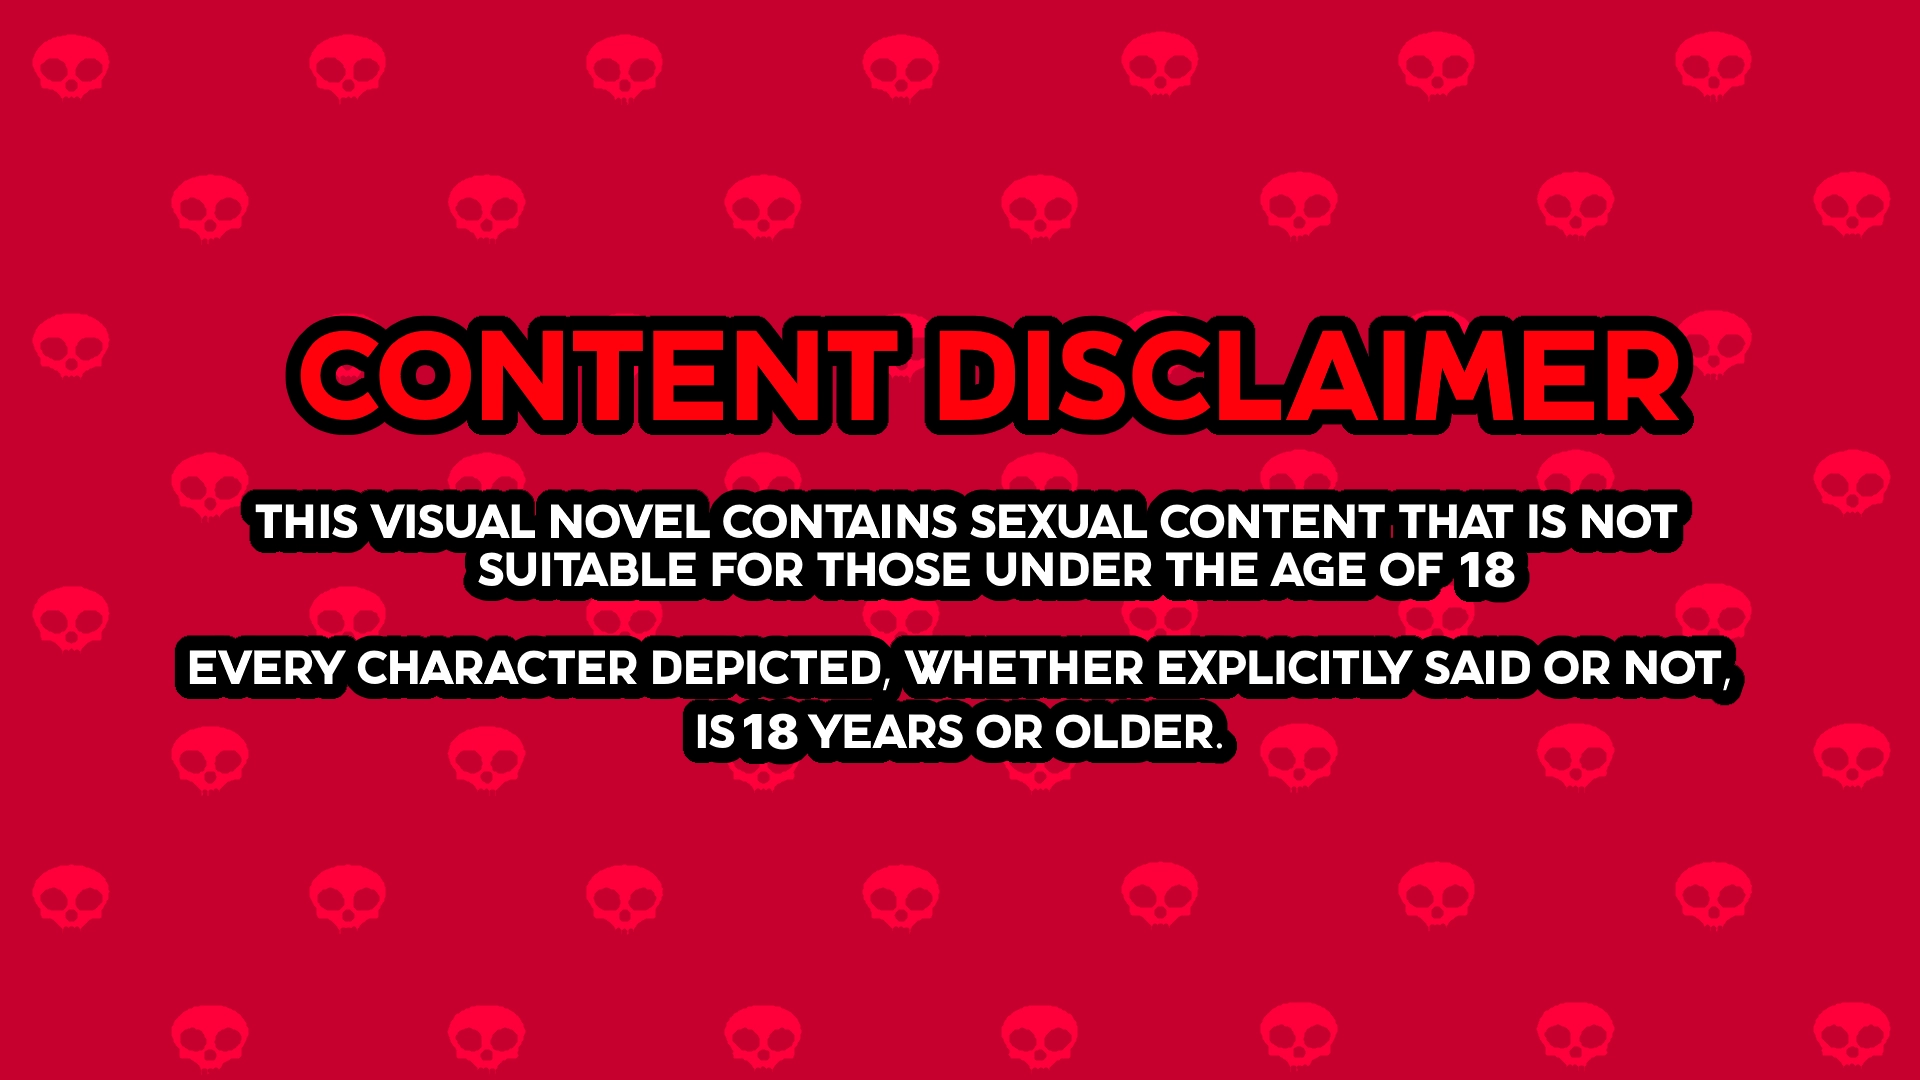 CONTENT DISCLAIMER
THIS VISUAL NOVEL CONTAINS SEXUAL CONTENT THAT IS NOT
SUITABLE FOR THOSE UNDER THE AGE OF 18
EVERY CHARACTER DEPICTED, WHETHER EXPLICITLY SAID OR NOT,
IS 18 YEARS OR OLDER.